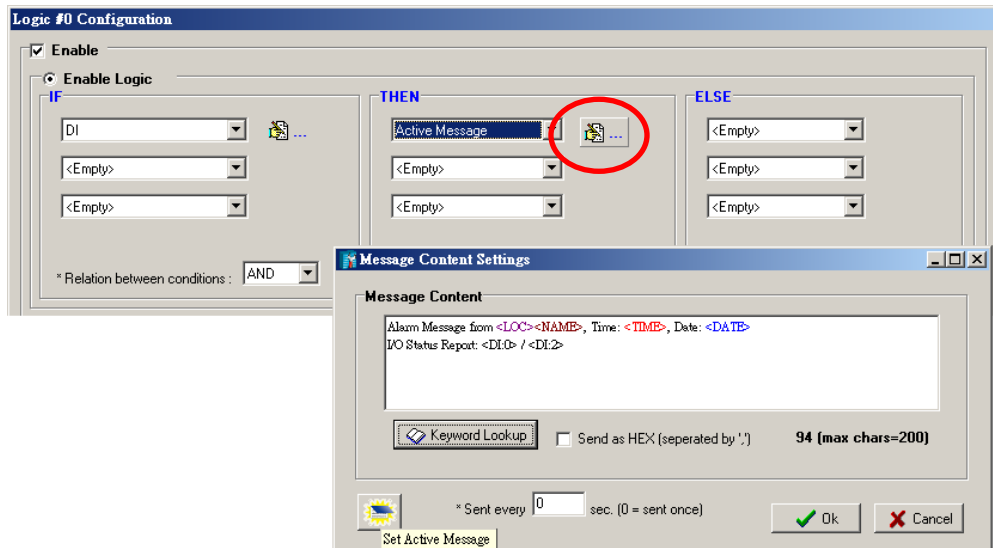 Logic #0 Configuration
Enable
Enable Logic
IF THEN ELSE
DI ... Active Message ... <Empty>
<Empty> <Empty> <Empty>
<Empty> <Empty> <Empty>
* Relation between conditions : AND
Message Content Settings
Message Content
Alarm Message from <LOC><NAME>, Time: <TIME>, Date: <DATE>
I/O Status Report: <DI:0> / <DI:2>
Keyword Lookup Send as HEX (seperated by ',') 94 (max chars=200)
* Sent every 0 sec. (0 = sent once) Ok Cancel
Set Active Message